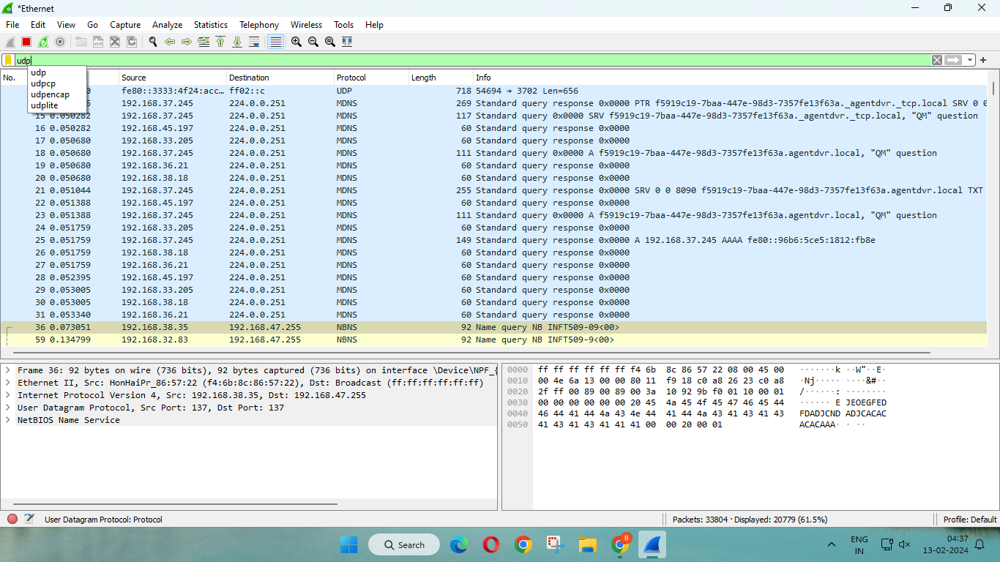 *Ethernet
File Edit View Go Capture Analyze Statistics Telephony Wireless Tools Help
udp
udp
udpcp
udpencap
udplite
No. Source Destination Protocol Length Info
0 fe80::3333:4f24:acc… ff02::c UDP 718 54694 → 3702 Len=656
6 192.168.37.245 224.0.0.251 MDNS 269 Standard query response 0x0000 PTR f5919c19-7baa-447e-98d3-7357fe13f63a._agentdvr._tcp.local SRV 0 0
15 0.050282 192.168.37.245 224.0.0.251 MDNS 117 Standard query 0x0000 SRV f5919c19-7baa-447e-98d3-7357fe13f63a._agentdvr._tcp.local, "QM" question
16 0.050282 192.168.45.197 224.0.0.251 MDNS 60 Standard query response 0x0000
17 0.050680 192.168.33.205 224.0.0.251 MDNS 60 Standard query response 0x0000
18 0.050680 192.168.37.245 224.0.0.251 MDNS 111 Standard query 0x0000 A f5919c19-7baa-447e-98d3-7357fe13f63a.agentdvr.local, "QM" question
19 0.050680 192.168.36.21 224.0.0.251 MDNS 60 Standard query response 0x0000
20 0.050680 192.168.38.18 224.0.0.251 MDNS 60 Standard query response 0x0000
21 0.051044 192.168.37.245 224.0.0.251 MDNS 255 Standard query response 0x0000 SRV 0 0 8090 f5919c19-7baa-447e-98d3-7357fe13f63a.agentdvr.local TXT
22 0.051388 192.168.45.197 224.0.0.251 MDNS 60 Standard query response 0x0000
23 0.051388 192.168.37.245 224.0.0.251 MDNS 111 Standard query 0x0000 A f5919c19-7baa-447e-98d3-7357fe13f63a.agentdvr.local, "QM" question
24 0.051759 192.168.33.205 224.0.0.251 MDNS 60 Standard query response 0x0000
25 0.051759 192.168.37.245 224.0.0.251 MDNS 149 Standard query response 0x0000 A 192.168.37.245 AAAA fe80::96b6:5ce5:1812:fb8e
26 0.051759 192.168.38.18 224.0.0.251 MDNS 60 Standard query response 0x0000
27 0.051759 192.168.36.21 224.0.0.251 MDNS 60 Standard query response 0x0000
28 0.052395 192.168.45.197 224.0.0.251 MDNS 60 Standard query response 0x0000
29 0.053005 192.168.33.205 224.0.0.251 MDNS 60 Standard query response 0x0000
30 0.053005 192.168.38.18 224.0.0.251 MDNS 60 Standard query response 0x0000
31 0.053340 192.168.36.21 224.0.0.251 MDNS 60 Standard query response 0x0000
36 0.073051 192.168.38.35 192.168.47.255 NBNS 92 Name query NB INFT509-09<00>
59 0.134799 192.168.32.83 192.168.47.255 NBNS 92 Name query NB INFT509-9<00>
Frame 36: 92 bytes on wire (736 bits), 92 bytes captured (736 bits) on interface \Device\NPF_{
Ethernet II, Src: HonHaiPr_86:57:22 (f4:6b:8c:86:57:22), Dst: Broadcast (ff:ff:ff:ff:ff:ff)
Internet Protocol Version 4, Src: 192.168.38.35, Dst: 192.168.47.255
User Datagram Protocol, Src Port: 137, Dst Port: 137
NetBIOS Name Service
0000 ff ff ff ff ff ff f4 6b 8c 86 57 22 08 00 45 00 ·······k ··W"··E·
0010 00 4e 6a 13 00 00 80 11 f9 18 c0 a8 26 23 c0 a8 ·Nj····· ····&#··
0020 2f ff 00 89 00 89 00 3a 10 92 9b f0 01 10 00 01 /······: ········
0030 00 00 00 00 00 00 20 45 4a 45 4f 45 47 46 45 44 ······ E JEOEGFED
0040 46 44 41 44 4a 43 4e 44 41 44 4a 43 41 43 41 43 FDADJCND ADJCACAC
0050 41 43 41 43 41 41 41 00 00 20 00 01 ACACAAA· · ··
User Datagram Protocol: Protocol
Packets: 33804 · Displayed: 20779 (61.5%)
Profile: Default
Search
B
ENG
IN
04:37
13-02-2024